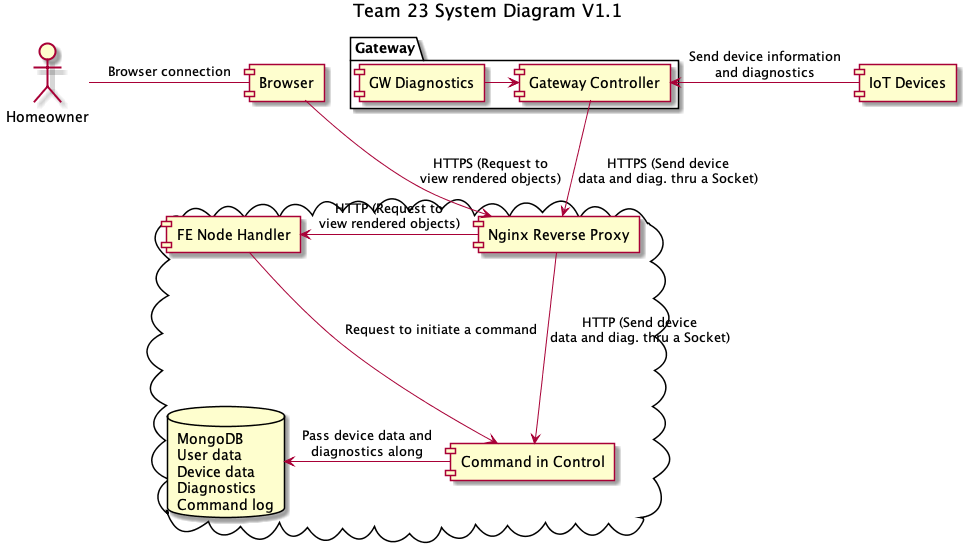 Team 23 System Diagram V1.1
Gateway
Homeowner
Browser connection
Browser
GW Diagnostics
Gateway Controller
Send device information
and diagnostics
IoT Devices
HTTPS (Request to
view rendered objects)
HTTPS (Send device
data and diag. thru a Socket)
FE Node Handler
HTTP (Request to
view rendered objects)
Nginx Reverse Proxy
Request to initiate a command
HTTP (Send device
data and diag. thru a Socket)
MongoDB
User data
Device data
Diagnostics
Command log
Pass device data and
diagnostics along
Command in Control